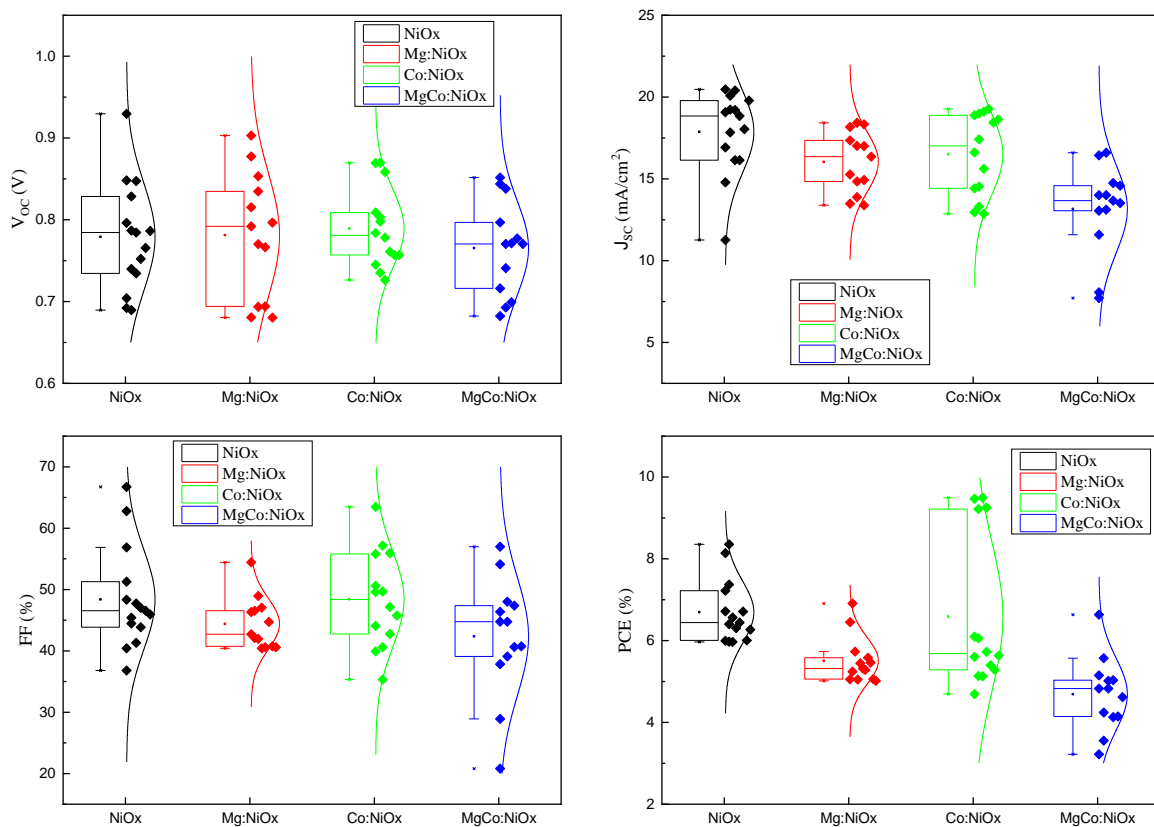 NiOx
Mg:NiOx
Co:NiOx
MgCo:NiOx
1.0
0.9
0.8
0.7
0.6
V_OC (V)
NiOx
Mg:NiOx
Co:NiOx
MgCo:NiOx
25
20
15
10
5
J_SC (mA/cm²)
NiOx
Mg:NiOx
Co:NiOx
MgCo:NiOx
NiOx
Mg:NiOx
Co:NiOx
MgCo:NiOx
NiOx
Mg:NiOx
Co:NiOx
MgCo:NiOx
70
60
50
40
30
20
FF (%)
NiOx
Mg:NiOx
Co:NiOx
MgCo:NiOx
NiOx
Mg:NiOx
Co:NiOx
MgCo:NiOx
10
8
6
4
2
PCE (%)
NiOx
Mg:NiOx
Co:NiOx
MgCo:NiOx